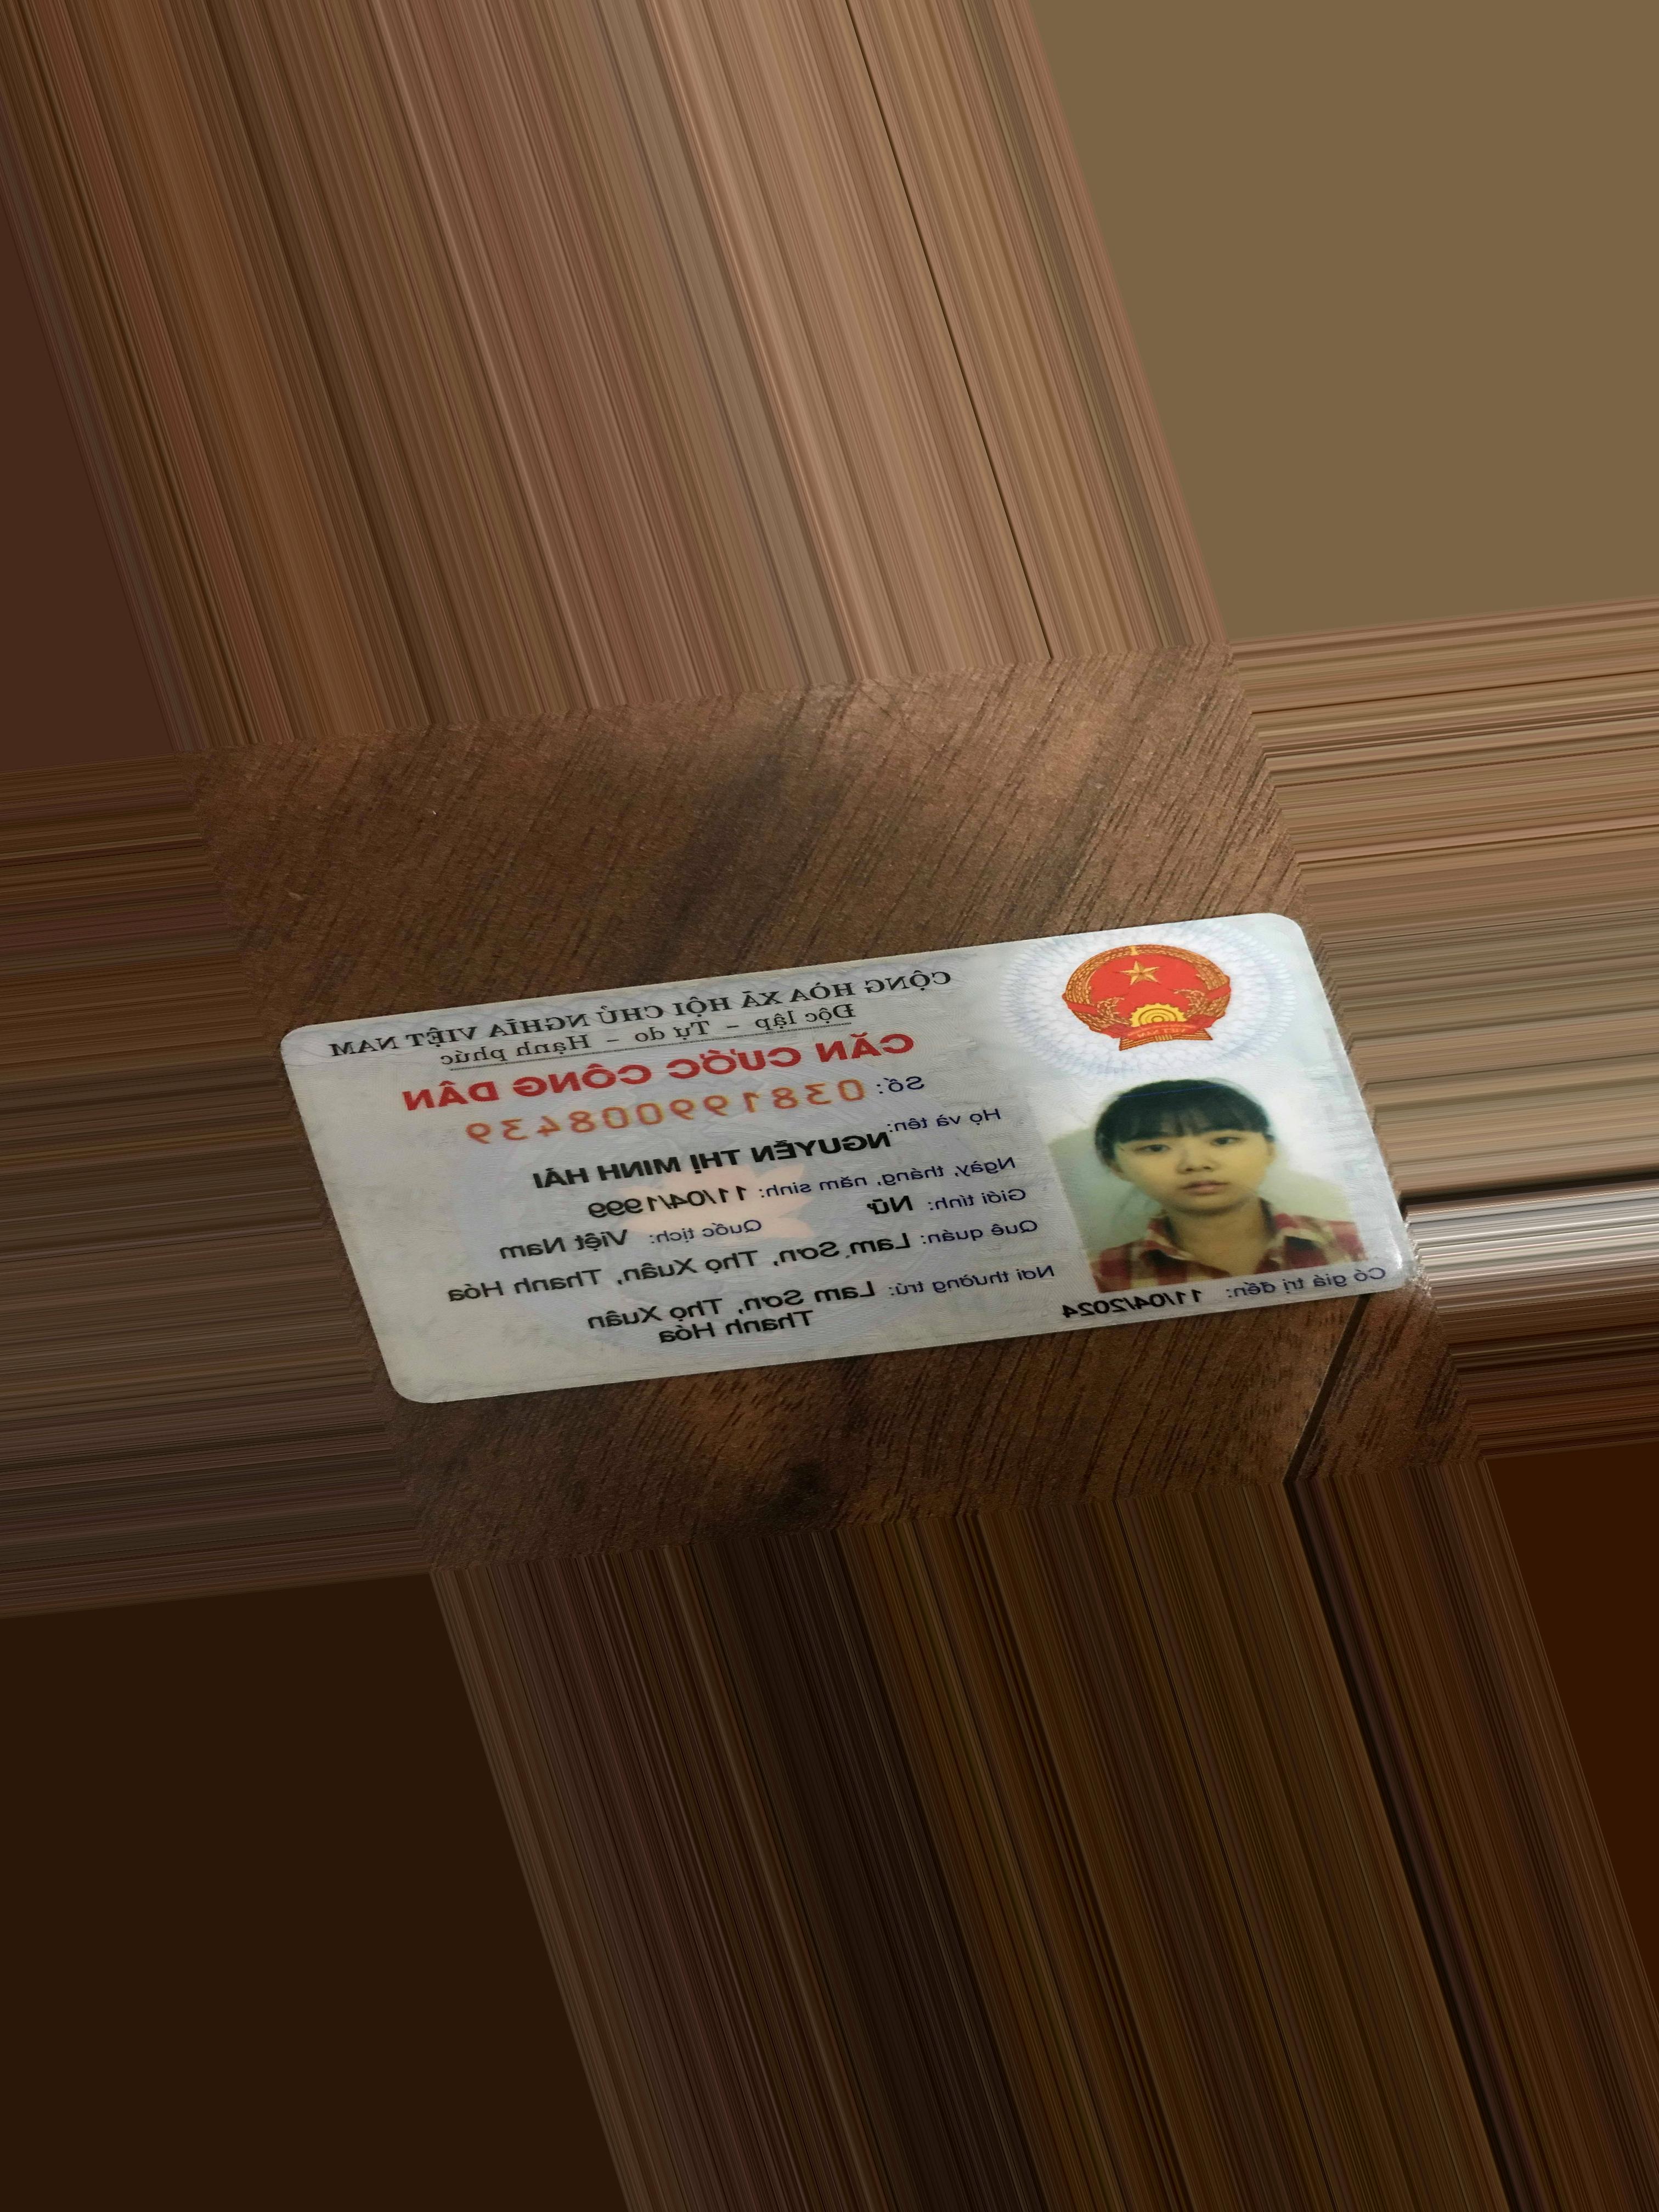 CỘNG HÒA XÃ HỘI CHỦ NGHĨA VIỆT NAM
Độc lập - Tự do - Hạnh phúc
CĂN CƯỚC CÔNG DÂN
Số: 038199008439
Họ và tên: NGUYỄN THỊ MINH HẢI
Ngày, tháng, năm sinh: 11/04/1999
Giới tính: Nữ Quốc tịch: Việt Nam
Quê quán: Lam Sơn, Thọ Xuân, Thanh Hóa
Nơi thường trú: Lam Sơn, Thọ Xuân
Thanh Hóa
Có giá trị đến: 11/04/2024
VIỆT NAM